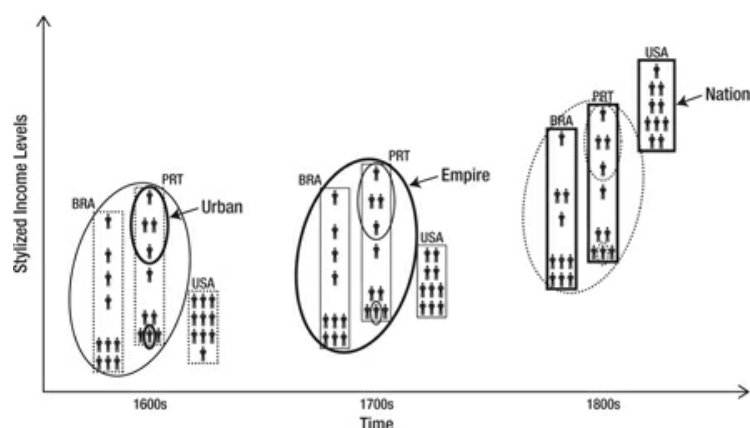 USA
PRT
Nation
BRA
PRT
BRA
Empire
PRT
BRA
Urban
USA
USA
Stylized Income Levels
1600s
1700s
1800s
Time